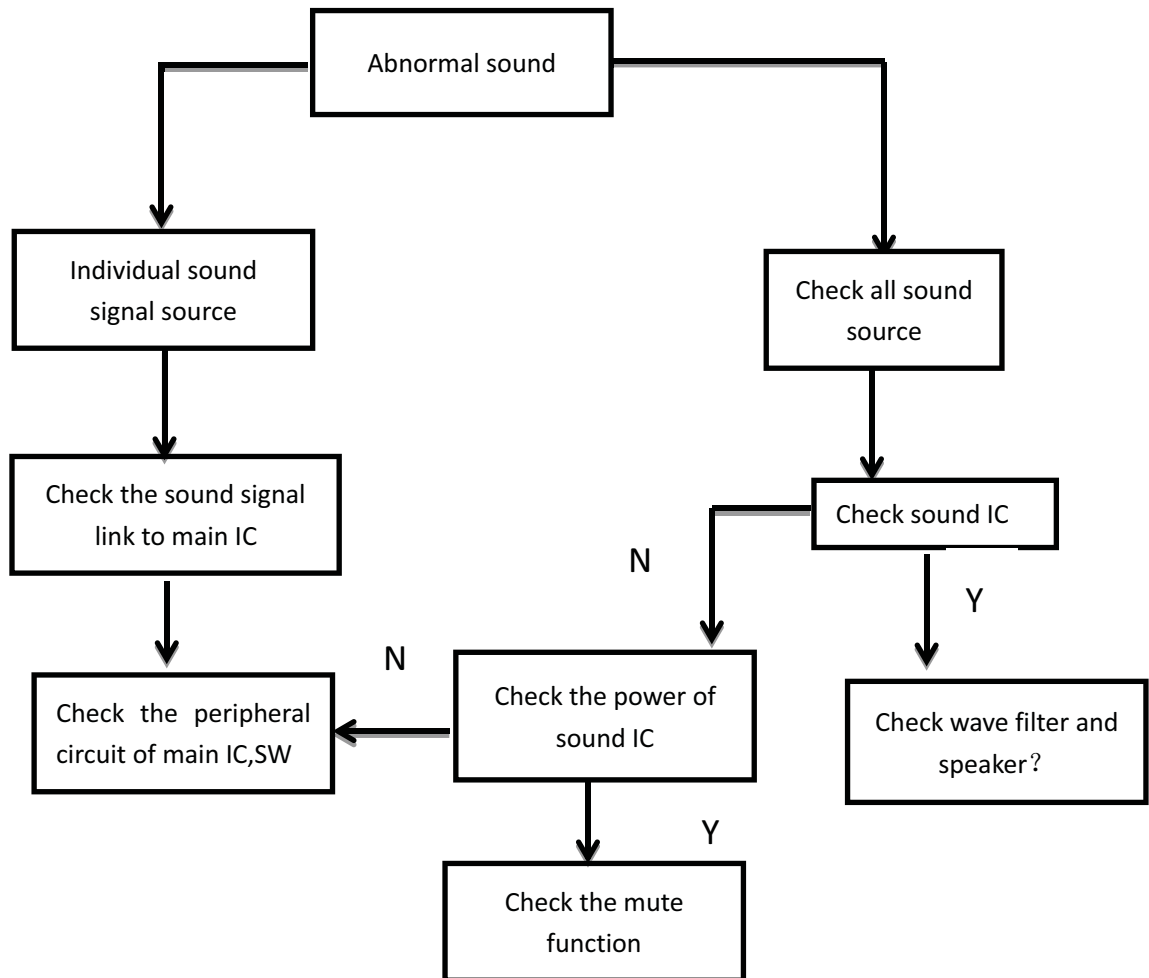 Abnormal sound
Individual sound
signal source
Check all sound
source
Check the sound signal
link to main IC
Check sound IC
N
Y
N
Check the peripheral
circuit of main IC,SW
Check the power of
sound IC
Check wave filter and
speaker？
Y
Check the mute
function